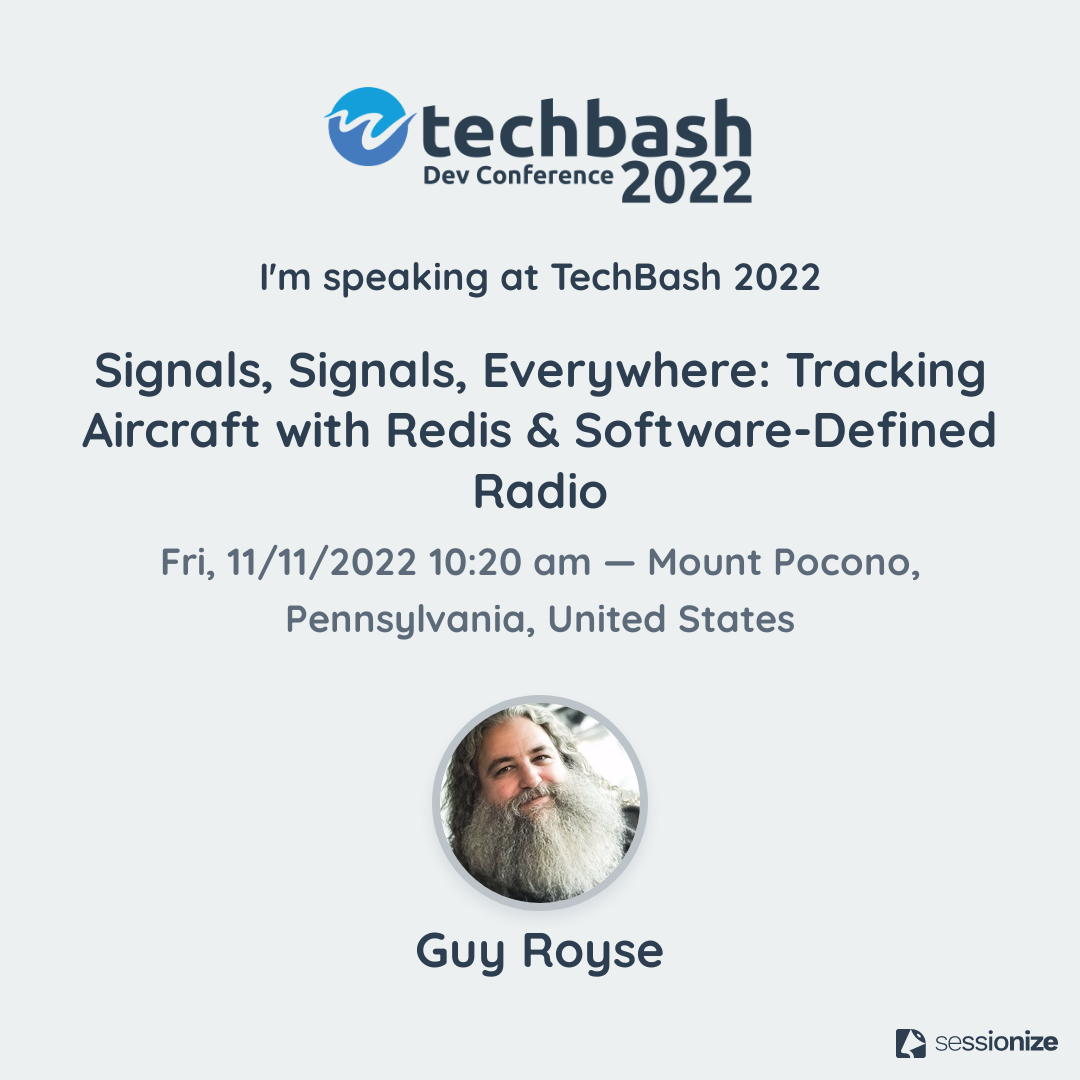 techbash
Dev Conference 2022
I'm speaking at TechBash 2022
Signals, Signals, Everywhere: Tracking
Aircraft with Redis & Software-Defined
Radio
Fri, 11/11/2022 10:20 am — Mount Pocono,
Pennsylvania, United States
Guy Royse
sessionize